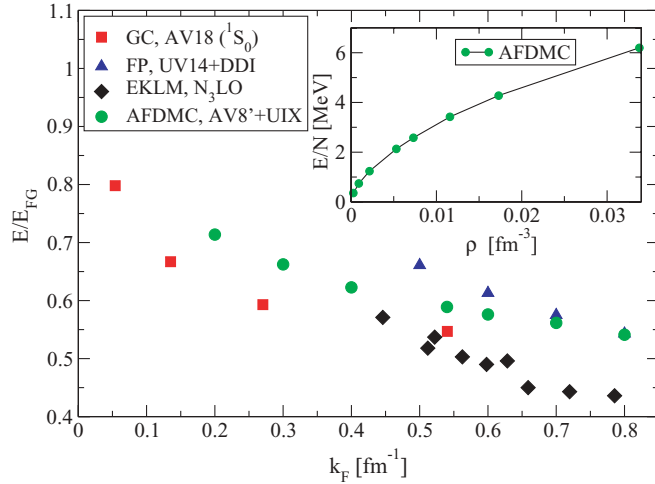 GC, AV18 (¹S₀)
FP, UV14+DDI
EKLM, N₃LO
AFDMC, AV8'+UIX
AFDMC
E/N [MeV]
6
4
2
0
0 0.01 0.02 0.03
ρ [fm⁻³]
E/E_FG
1.1
1
0.9
0.8
0.7
0.6
0.5
0.4
0 0.1 0.2 0.3 0.4 0.5 0.6 0.7 0.8
k_F [fm⁻¹]